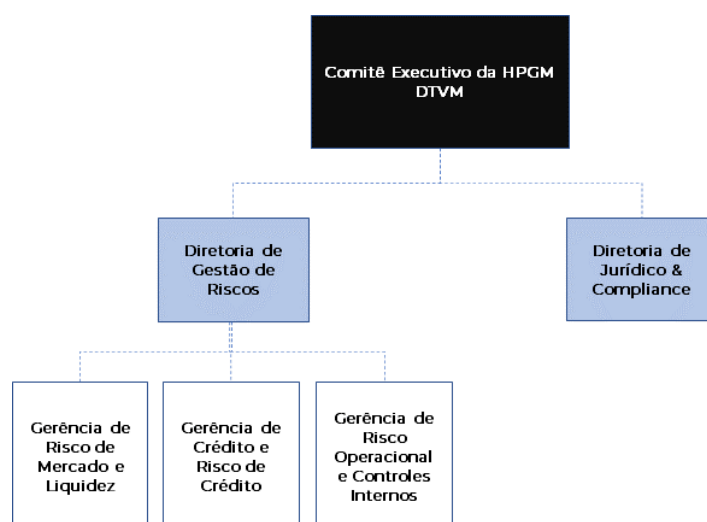 Comitê Executivo da HPGM
DTVM
Diretoria de
Gestão de
Riscos
Diretoria de
Jurídico &
Compliance
Gerência de
Risco de
Mercado e
Liquidez
Gerência de
Crédito e
Risco de
Crédito
Gerência de
Risco
Operacional
e Controles
Internos